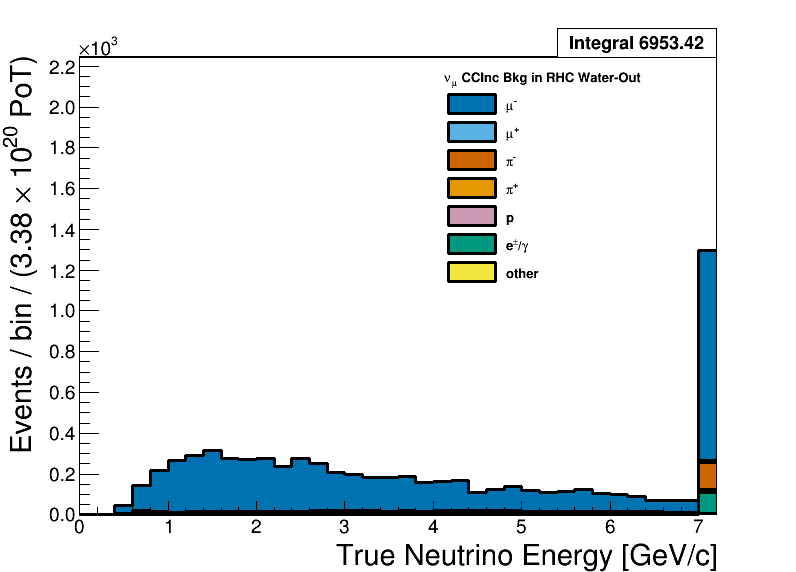 Integral 6953.42
×10³
ν_μ CCInc Bkg in RHC Water-Out
μ⁻
μ⁺
π⁻
π⁺
p
e±/γ
other
Events / bin / (3.38 × 10²⁰ PoT)
2.2
2.0
1.8
1.6
1.4
1.2
1.0
0.8
0.6
0.4
0.2
0.0
0 1 2 3 4 5 6 7
True Neutrino Energy [GeV/c]